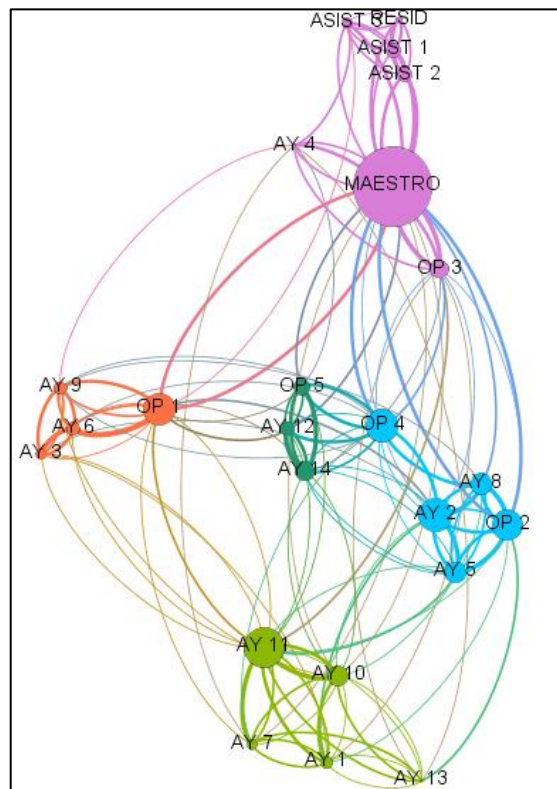 ASIST 3
RESID
ASIST 1
ASIST 2
AY 4
MAESTRO
OP 3
AY 9
OP 5
OP 1
AY 6
AY 12
OP 4
AY 3
AY 14
AY 8
AY 2
OP 2
AY 5
AY 11
AY 10
AY 7
AY 1
AY 13